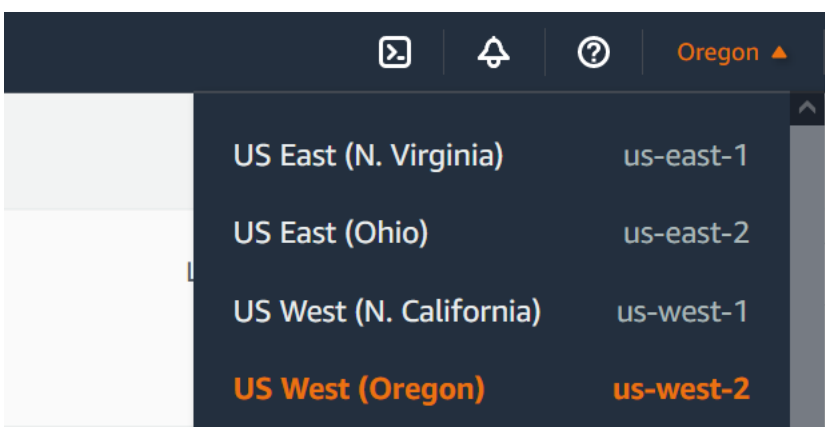 Oregon
US East (N. Virginia) us-east-1
US East (Ohio) us-east-2
US West (N. California) us-west-1
US West (Oregon) us-west-2